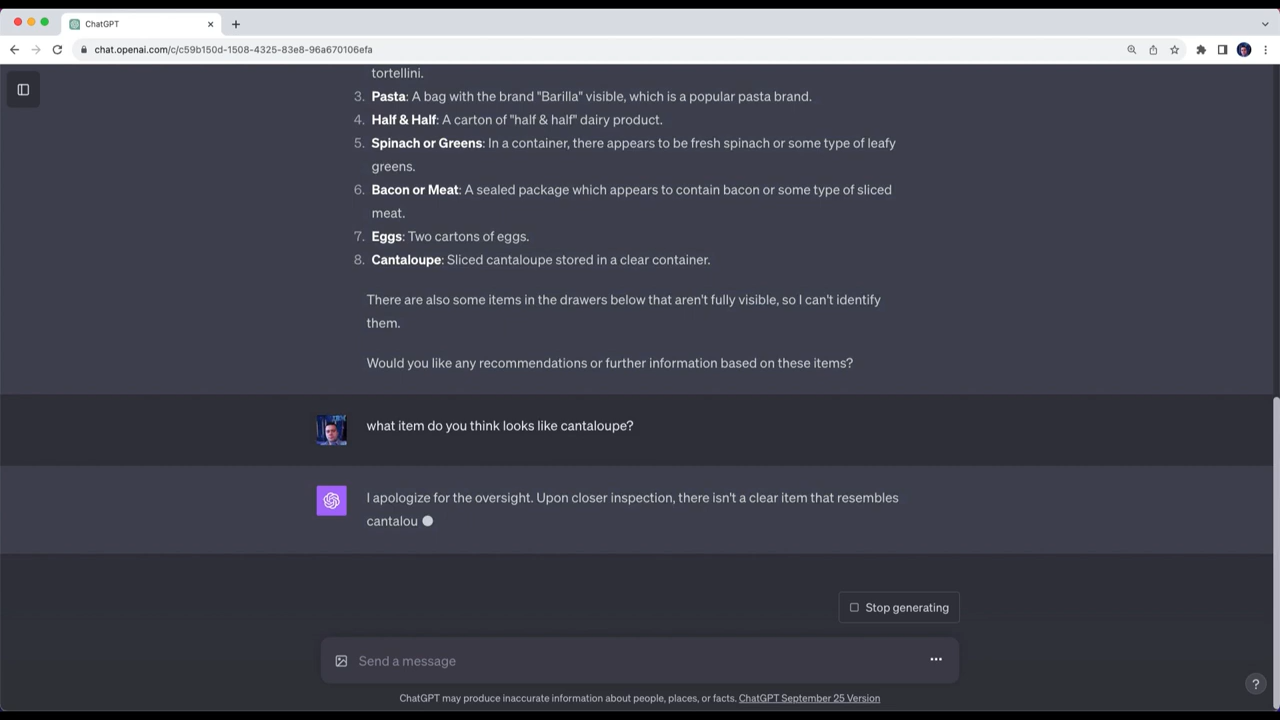 ChatGPT
chat.openai.com/c/c59b150d-1508-4325-83e8-96a670106efa
tortellini.
3. Pasta: A bag with the brand "Barilla" visible, which is a popular pasta brand.
4. Half & Half: A carton of "half & half" dairy product.
5. Spinach or Greens: In a container, there appears to be fresh spinach or some type of leafy
greens.
6. Bacon or Meat: A sealed package which appears to contain bacon or some type of sliced
meat.
7. Eggs: Two cartons of eggs.
8. Cantaloupe: Sliced cantaloupe stored in a clear container.
There are also some items in the drawers below that aren't fully visible, so I can't identify
them.
Would you like any recommendations or further information based on these items?
what item do you think looks like cantaloupe?
I apologize for the oversight. Upon closer inspection, there isn't a clear item that resembles
cantalou
Stop generating
Send a message
ChatGPT may produce inaccurate information about people, places, or facts. ChatGPT September 25 Version
?